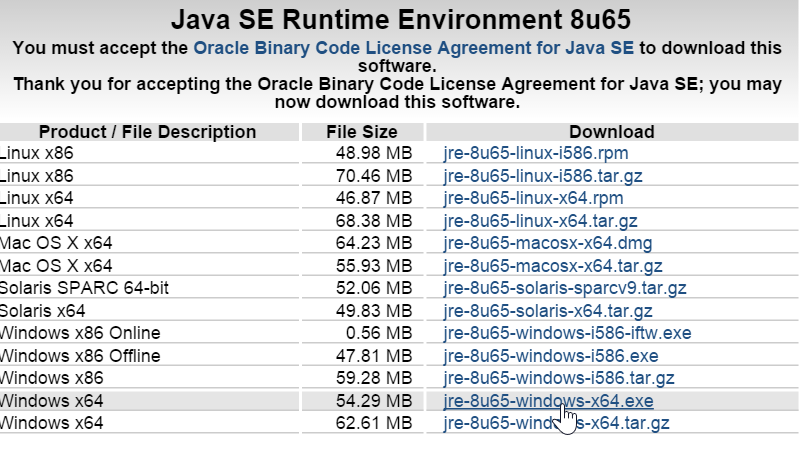 Java SE Runtime Environment 8u65
You must accept the Oracle Binary Code License Agreement for Java SE to download this
software.
Thank you for accepting the Oracle Binary Code License Agreement for Java SE; you may
now download this software.
Product / File Description File Size Download
Linux x86 48.98 MB jre-8u65-linux-i586.rpm
Linux x86 70.46 MB jre-8u65-linux-i586.tar.gz
Linux x64 46.87 MB jre-8u65-linux-x64.rpm
Linux x64 68.38 MB jre-8u65-linux-x64.tar.gz
Mac OS X x64 64.23 MB jre-8u65-macosx-x64.dmg
Mac OS X x64 55.93 MB jre-8u65-macosx-x64.tar.gz
Solaris SPARC 64-bit 52.06 MB jre-8u65-solaris-sparcv9.tar.gz
Solaris x64 49.83 MB jre-8u65-solaris-x64.tar.gz
Windows x86 Online 0.56 MB jre-8u65-windows-i586-iftw.exe
Windows x86 Offline 47.81 MB jre-8u65-windows-i586.exe
Windows x86 59.28 MB jre-8u65-windows-i586.tar.gz
Windows x64 54.29 MB jre-8u65-windows-x64.exe
Windows x64 62.61 MB jre-8u65-windows-x64.tar.gz